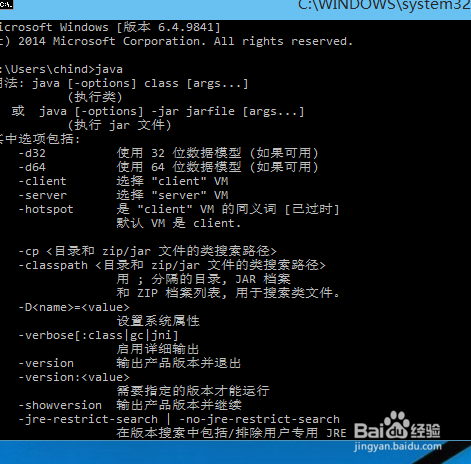 C:\WINDOWS\system32
icrosoft Windows [版本 6.4.9841]
c) 2014 Microsoft Corporation. All rights reserved.
:\Users\chind>java
用法: java [-options] class [args...]
(执行类)
或 java [-options] -jar jarfile [args...]
(执行 jar 文件)
其中选项包括:
-d32 使用 32 位数据模型 (如果可用)
-d64 使用 64 位数据模型 (如果可用)
-client 选择 "client" VM
-server 选择 "server" VM
-hotspot 是 "client" VM 的同义词 [已过时]
默认 VM 是 client.
-cp <目录和 zip/jar 文件的类搜索路径>
-classpath <目录和 zip/jar 文件的类搜索路径>
用 ; 分隔的目录, JAR 档案
和 ZIP 档案列表, 用于搜索类文件。
-D<name>=<value>
设置系统属性
-verbose[:class|gc|jni]
启用详细输出
-version 输出产品版本并退出
-version:<value>
需要指定的版本才能运行
-showversion 输出产品版本并继续
-jre-restrict-search | -no-jre-restrict-search
在版本搜索中包括/排除用户专用 JRE
Baidu 经验
jingyan.baidu.com